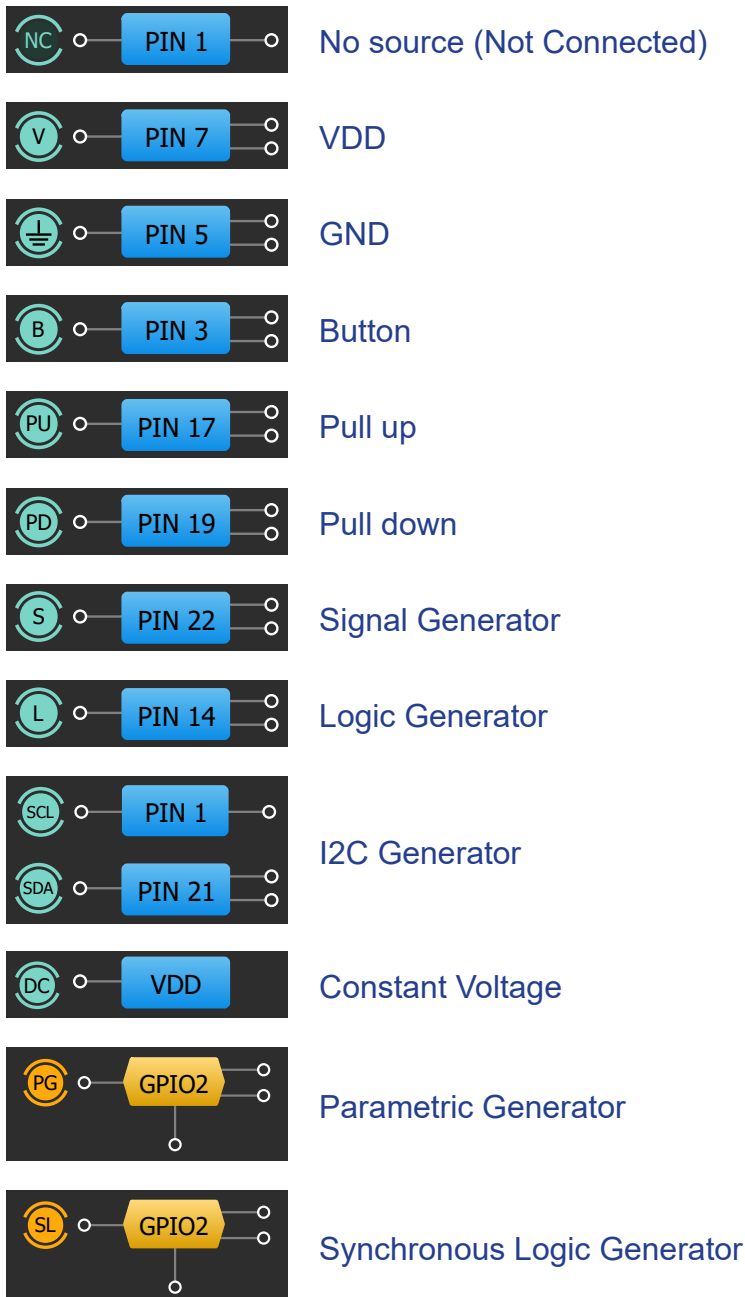 NC PIN 1 No source (Not Connected)
V PIN 7 VDD
PIN 5 GND
B PIN 3 Button
PU PIN 17 Pull up
PD PIN 19 Pull down
S PIN 22 Signal Generator
L PIN 14 Logic Generator
SCL PIN 1
I2C Generator
SDA PIN 21
DC VDD Constant Voltage
PG GPIO2 Parametric Generator
SL GPIO2 Synchronous Logic Generator